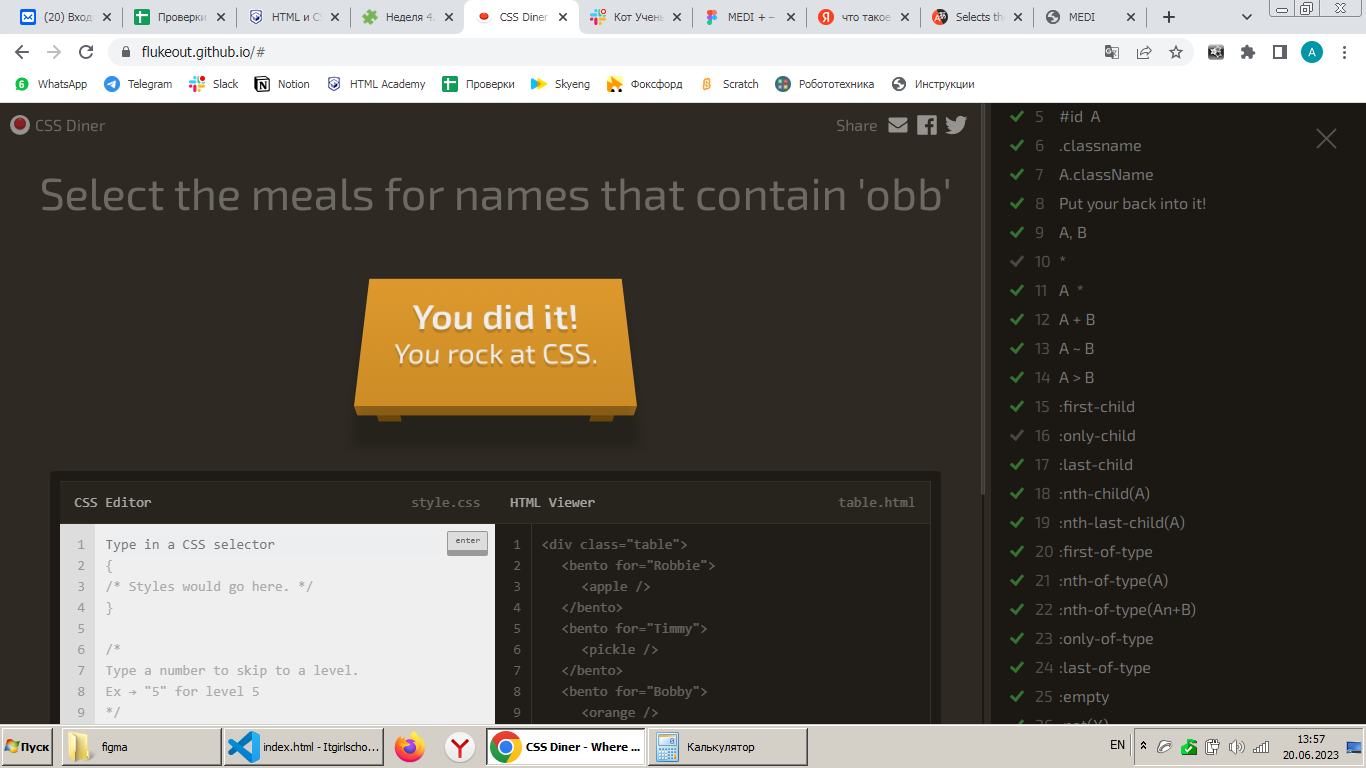 (20) Вході
Проверки
HTML и CS
Неделя 4.
CSS Diner
Кот Учень
MEDI + –
что такое
Selects th
MEDI
flukeout.github.io/#
A
WhatsApp
Telegram
Slack
Notion
HTML Academy
Проверки
Skyeng
Фоксфорд
Scratch
Робототехника
Инструкции
CSS Diner
Share
Select the meals for names that contain 'obb'
You did it!
You rock at CSS.
CSS Editor style.css
HTML Viewer table.html
enter
1 Type in a CSS selector
2 {
3 /* Styles would go here. */
4 }
5
6 /*
7 Type a number to skip to a level.
8 Ex → "5" for level 5
9 */
1 <div class="table">
2 <bento for="Robbie">
3 <apple />
4 </bento>
5 <bento for="Timmy">
6 <pickle />
7 </bento>
8 <bento for="Bobby">
9 <orange />
5 #id A
6 .classname
7 A.className
8 Put your back into it!
9 A, B
10 *
11 A *
12 A + B
13 A ~ B
14 A > B
15 :first-child
16 :only-child
17 :last-child
18 :nth-child(A)
19 :nth-last-child(A)
20 :first-of-type
21 :nth-of-type(A)
22 :nth-of-type(An+B)
23 :only-of-type
24 :last-of-type
25 :empty
Пуск
figma
index.html - Itgirlscho...
CSS Diner - Where ...
Калькулятор
EN
13:57
20.06.2023